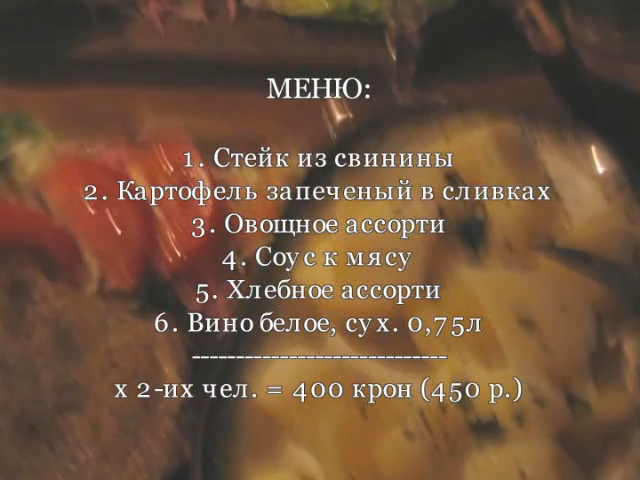 МЕНЮ:
1. Стейк из свинины
2. Картофель запеченый в сливках
3. Овощное ассорти
4. Соус к мясу
5. Хлебное ассорти
6. Вино белое, сух. 0,75л
-----------------------------
х 2-их чел. = 400 крон (450 р.)